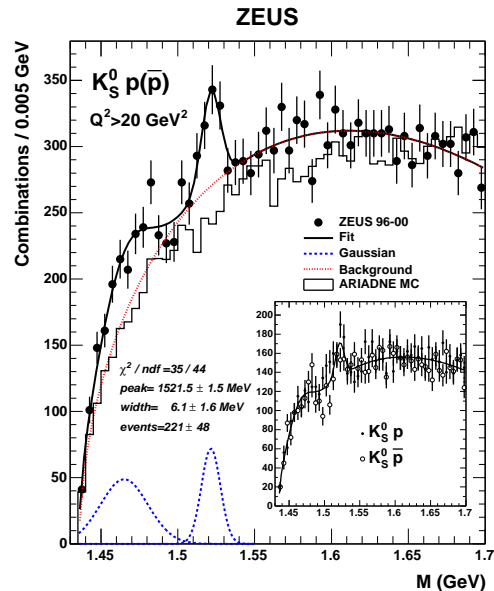 ZEUS
Combinations / 0.005 GeV
350
300
250
200
150
100
50
0
K⁰_S p(p̄)
Q²>20 GeV²
ZEUS 96-00
Fit
Gaussian
Background
ARIADNE MC
χ² / ndf =35 / 44
peak= 1521.5 ± 1.5 MeV
width= 6.1 ± 1.6 MeV
events=221 ± 48
200
180
160
140
120
100
80
60
40
20
0
K⁰_S p
K⁰_S p̄
1.45 1.5 1.55 1.6 1.65 1.7
1.45 1.5 1.55 1.6 1.65 1.7
M (GeV)